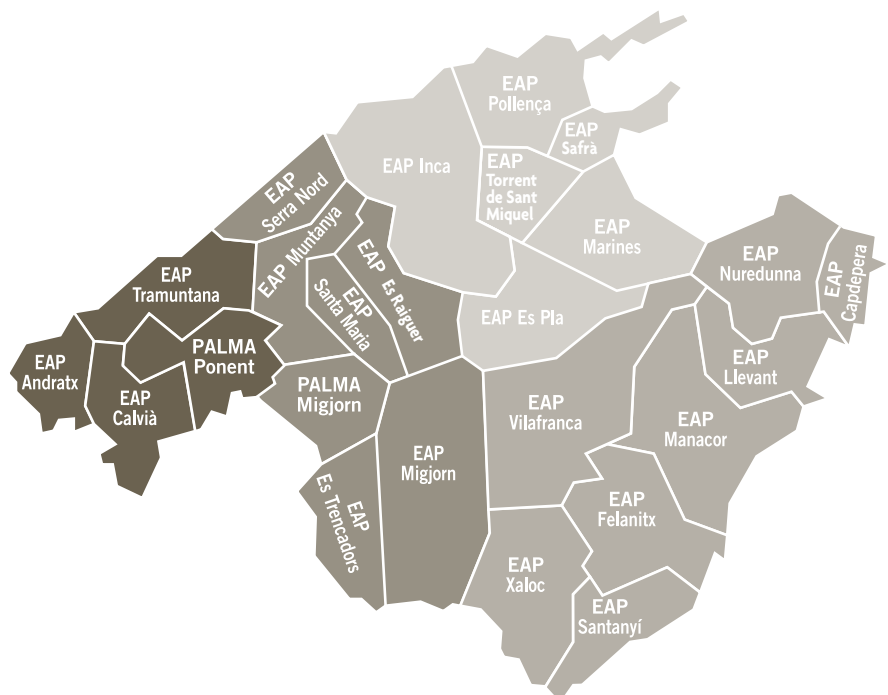 EAP
Pollença
EAP
Safrà
EAP Inca
EAP
Torrent
de Sant
Miquel
EAP
Serra Nord
EAP
Marines
EAP Muntanya
EAP
Nuredunna
EAP
Capdepera
EAP
Tramuntana
EAP Es Raiguer
EAP
Santa Maria
EAP Es Pla
EAP
Andratx
PALMA
Ponent
EAP
Llevant
EAP
Calvià
PALMA
Migjorn
EAP
Vilafranca
EAP
Manacor
EAP
Migjorn
EAP
Es Trencadors
EAP
Felanitx
EAP
Xaloc
EAP
Santanyí